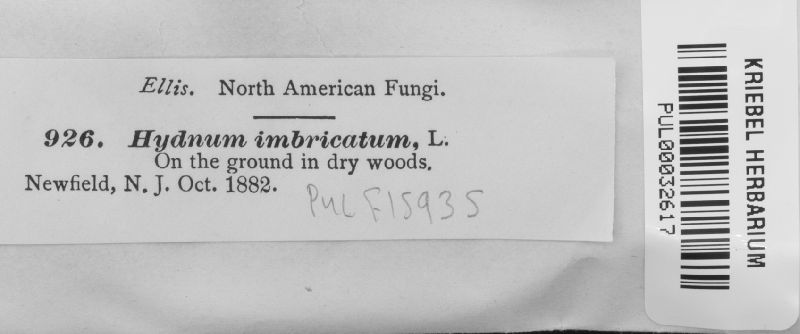 Ellis. North American Fungi.
926. Hydnum imbricatum, L.
On the ground in dry woods.
Newfield, N. J. Oct. 1882.
PUL F15935
KRIEBEL HERBARIUM
PUL00032617